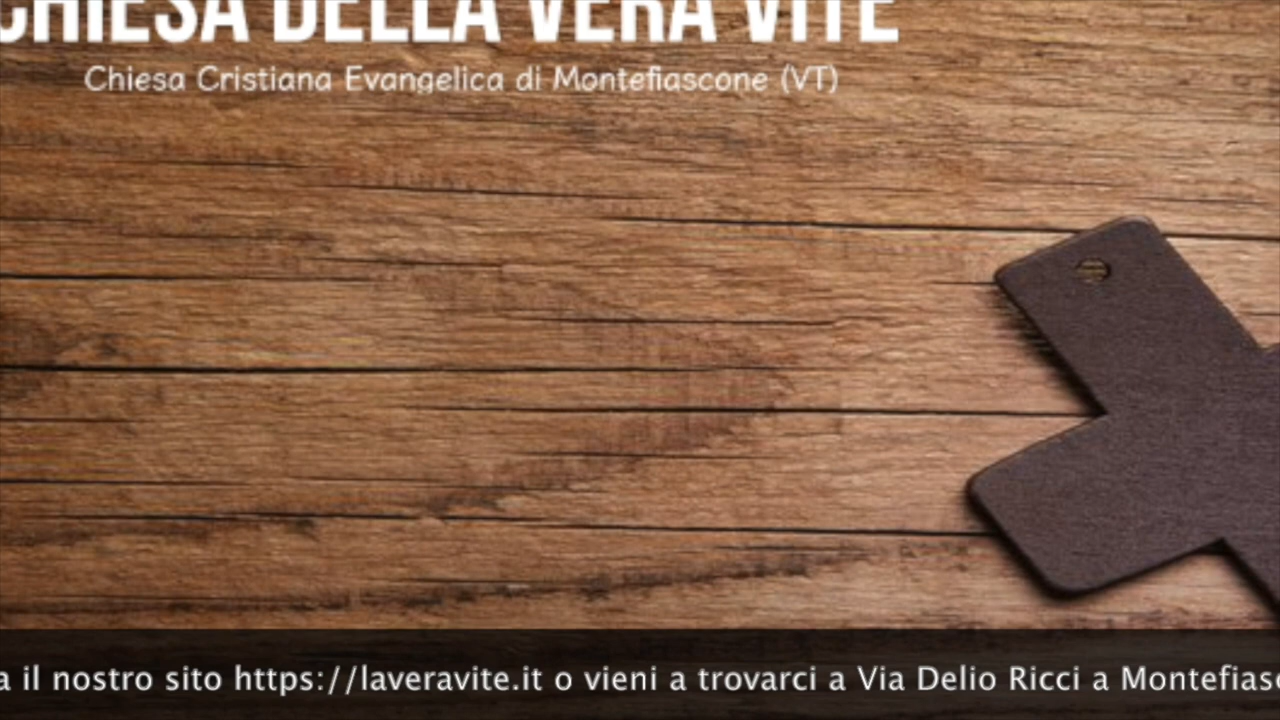 CHIESA DELLA VERA VITE
Chiesa Cristiana Evangelica di Montefiascone (VT)
a il nostro sito https://laveravite.it o vieni a trovarci a Via Delio Ricci a Montefiasc